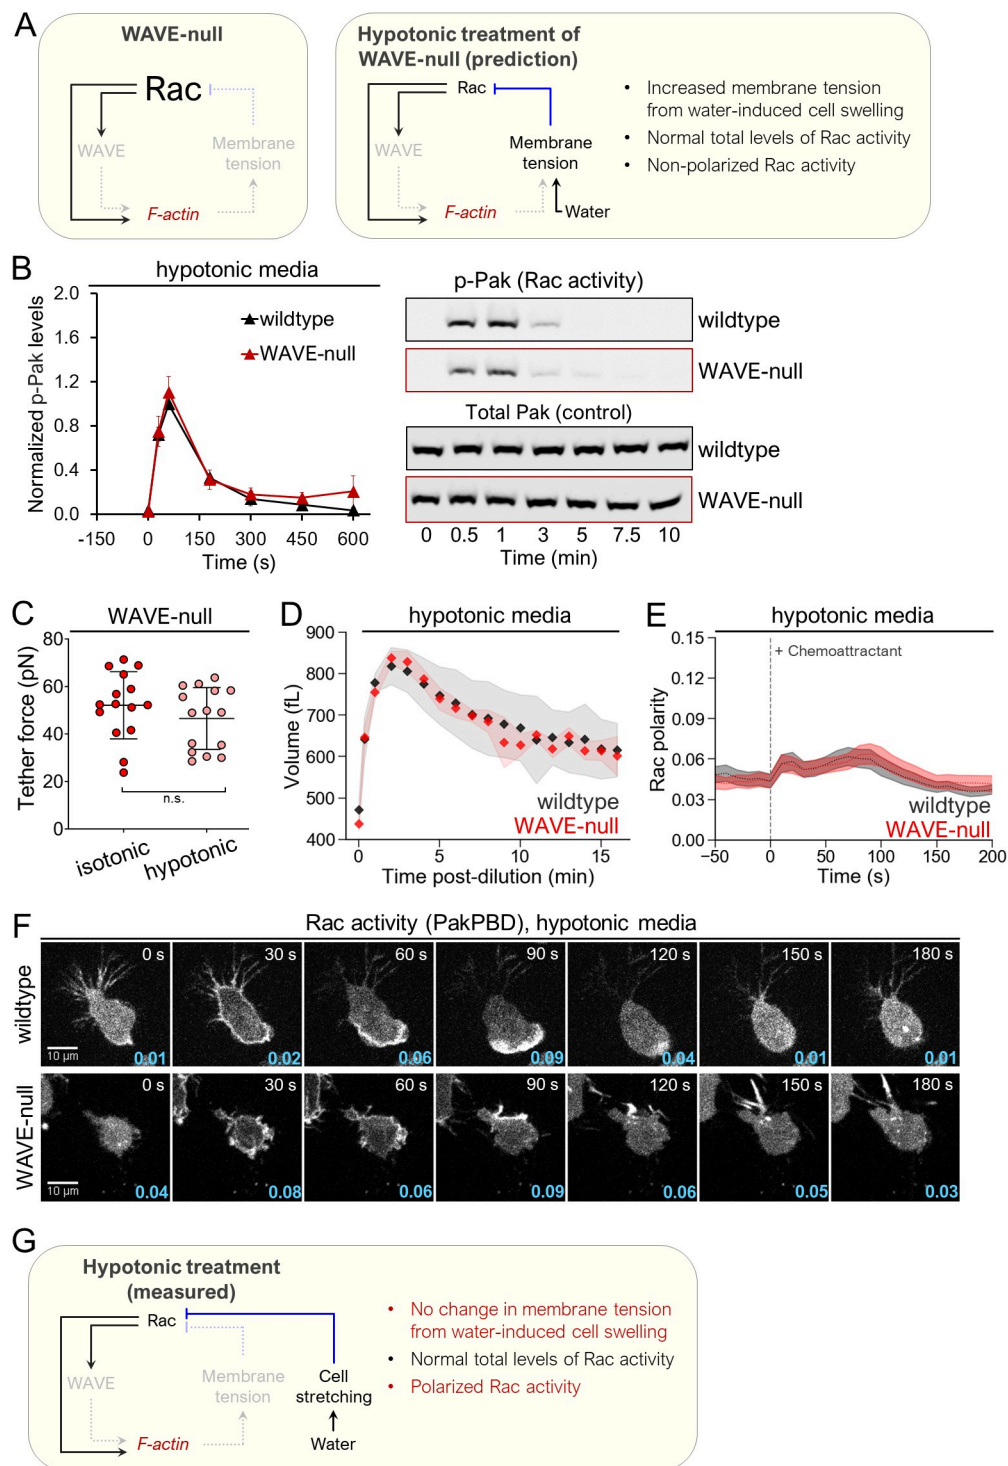 A
WAVE-null
Rac
WAVE
Membrane
tension
F-actin
Hypotonic treatment of
WAVE-null (prediction)
Rac
WAVE
Membrane
tension
F-actin
Water
• Increased membrane tension
from water-induced cell swelling
• Normal total levels of Rac activity
• Non-polarized Rac activity
B
hypotonic media
Normalized p-Pak levels
2.0
1.6
1.2
0.8
0.4
0.0
wildtype
WAVE-null
-150 0 150 300 450 600
Time (s)
p-Pak (Rac activity)
wildtype
WAVE-null
Total Pak (control)
wildtype
WAVE-null
0 0.5 1 3 5 7.5 10
Time (min)
C
WAVE-null
Tether force (pN)
80
60
40
20
0
n.s.
isotonic hypotonic
D
hypotonic media
Volume (fL)
900
800
700
600
500
400
wildtype
WAVE-null
0 5 10 15
Time post-dilution (min)
E
hypotonic media
Rac polarity
0.15
0.12
0.09
0.06
0.03
0.00
+ Chemoattractant
wildtype
WAVE-null
−50 0 50 100 150 200
Time (s)
F
Rac activity (PakPBD), hypotonic media
wildtype
0 s 30 s 60 s 90 s 120 s 150 s 180 s
10 µm
0.01 0.02 0.06 0.09 0.04 0.01 0.01
WAVE-null
0 s 30 s 60 s 90 s 120 s 150 s 180 s
10 µm
0.04 0.08 0.06 0.09 0.06 0.05 0.03
G
Hypotonic treatment
(measured)
Rac
WAVE
Membrane
tension
Cell
stretching
F-actin
Water
• No change in membrane tension
from water-induced cell swelling
• Normal total levels of Rac activity
• Polarized Rac activity